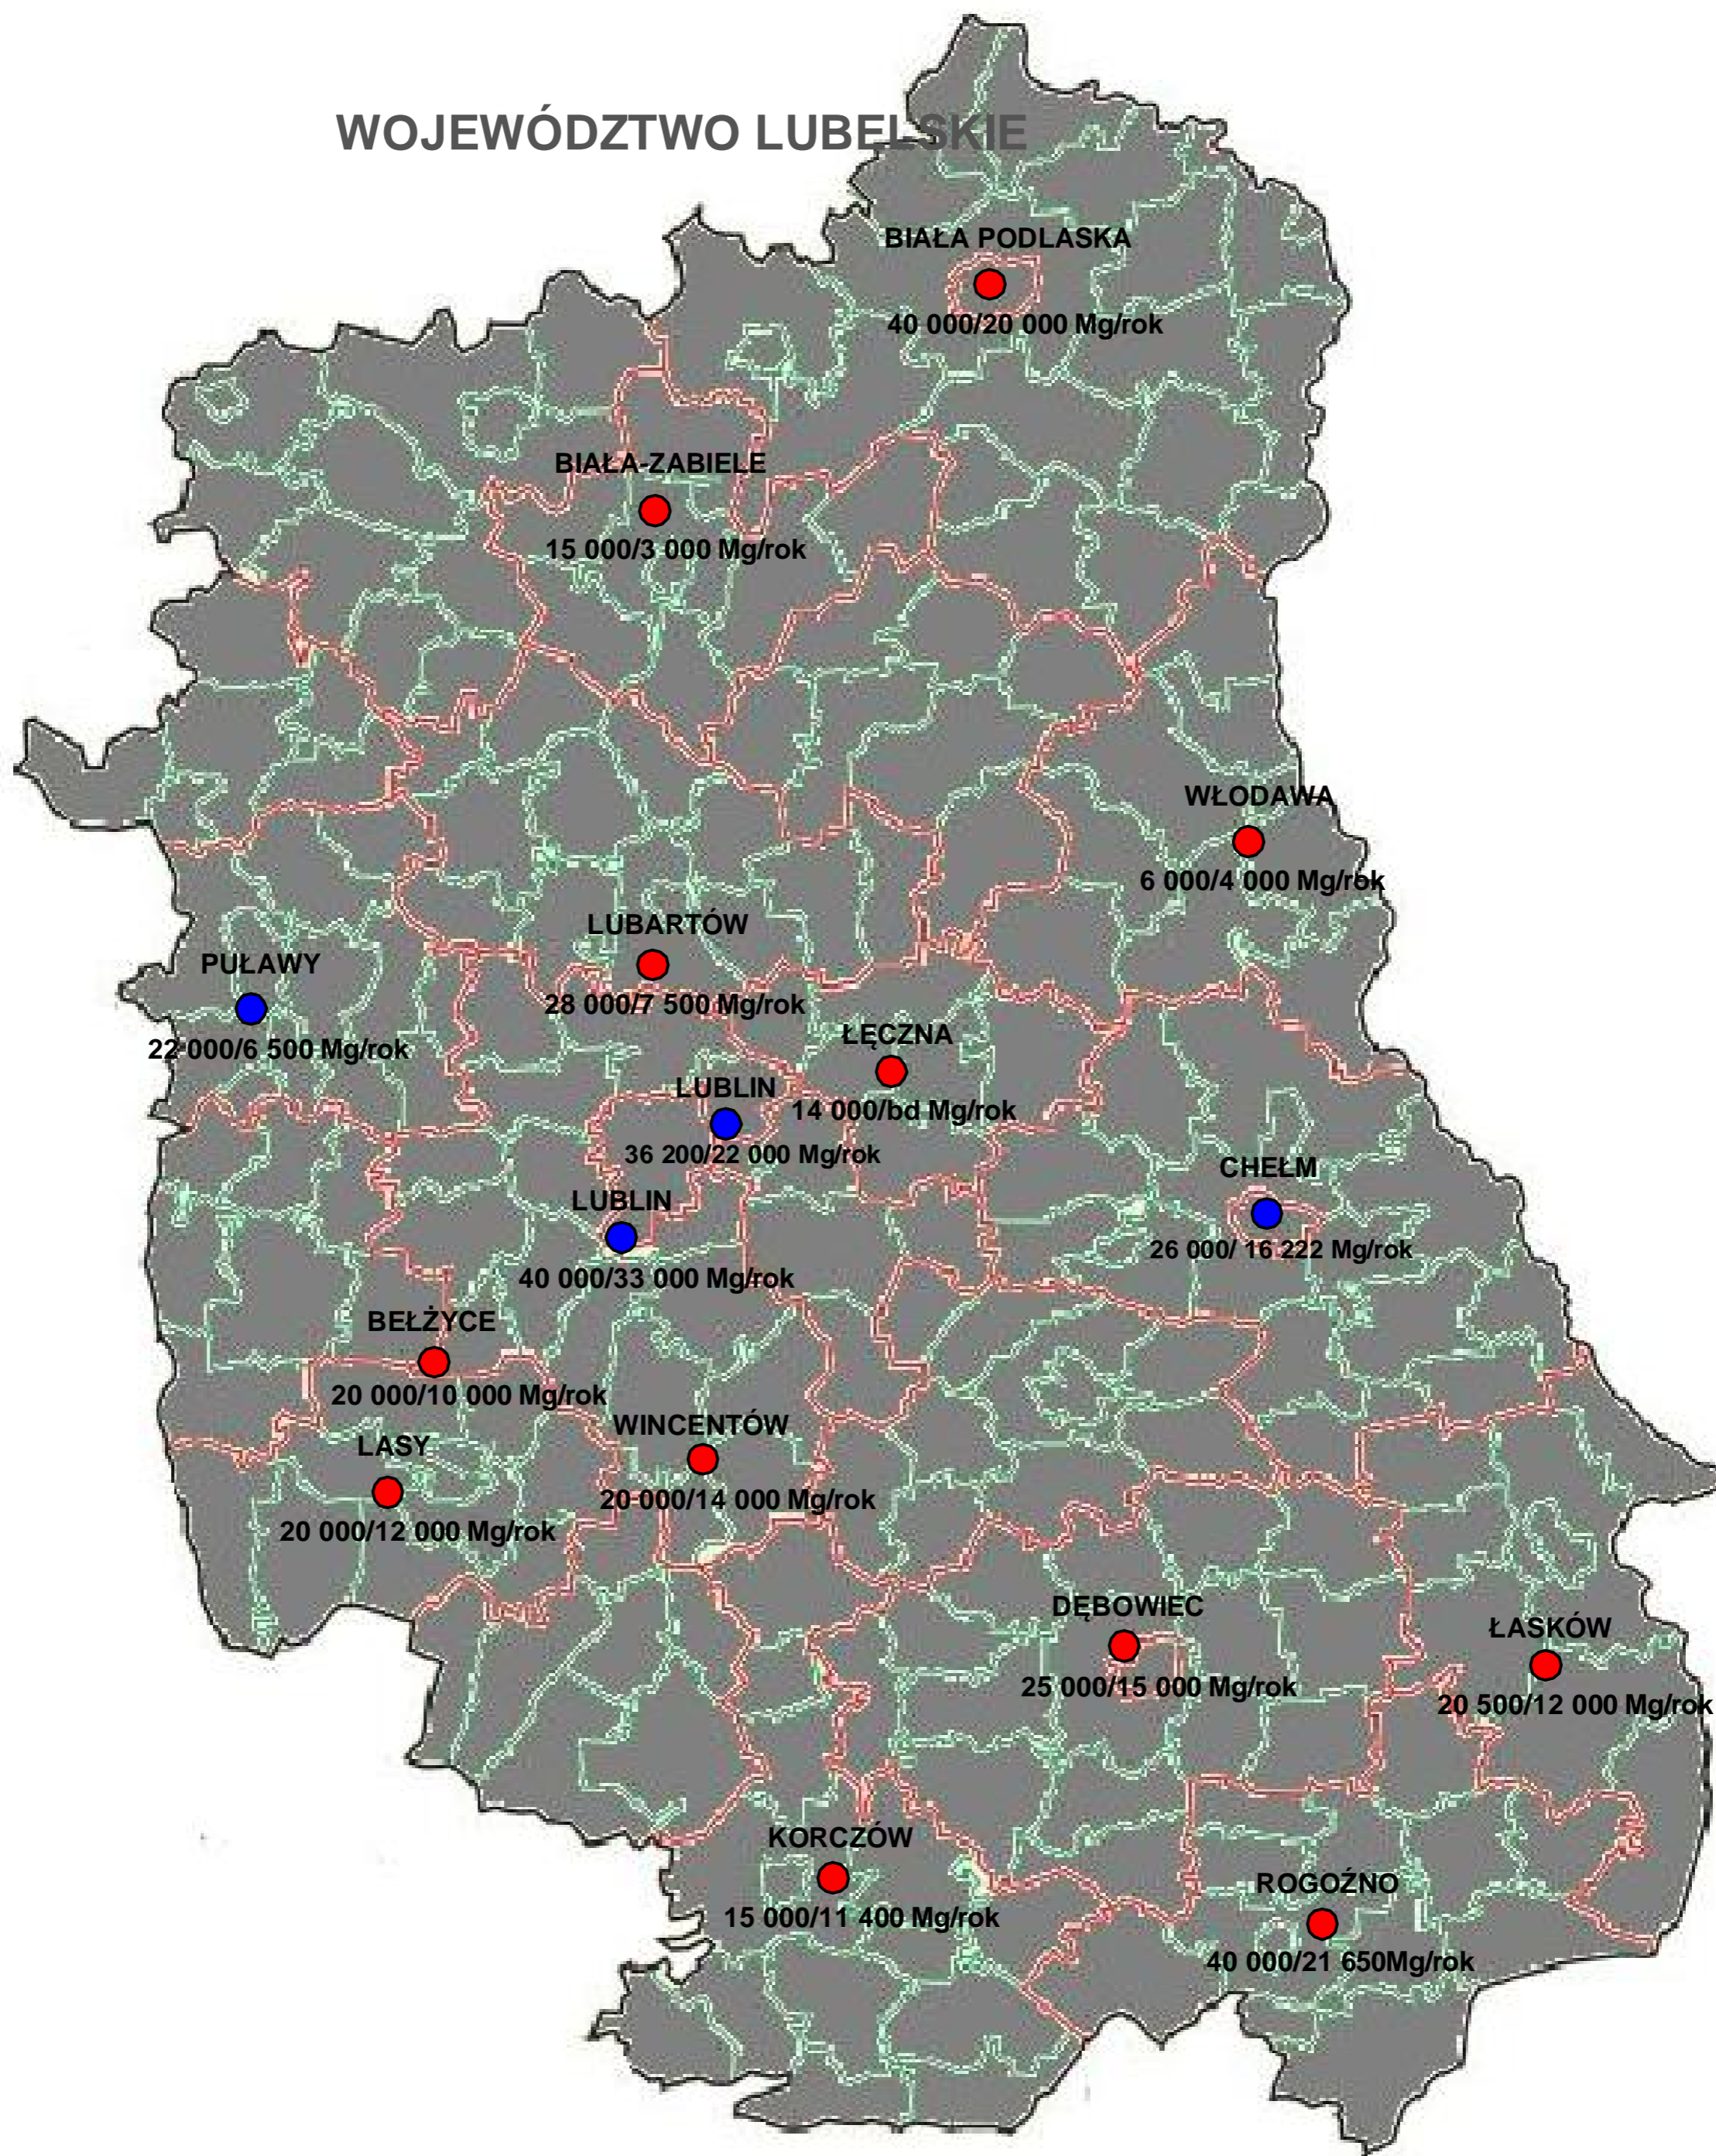 WOJEWÓDZTWO LUBELSKIE
BIAŁA PODLASKA
40 000/20 000 Mg/rok
BIAŁA-ZABIELE
15 000/3 000 Mg/rok
WŁODAWA
6 000/4 000 Mg/rok
LUBARTÓW
28 000/7 500 Mg/rok
PUŁAWY
22 000/6 500 Mg/rok
ŁĘCZNA
14 000/bd Mg/rok
LUBLIN
36 200/22 000 Mg/rok
CHEŁM
26 000/ 16 222 Mg/rok
LUBLIN
40 000/33 000 Mg/rok
BEŁŻYCE
20 000/10 000 Mg/rok
WINCENTÓW
20 000/14 000 Mg/rok
LASY
20 000/12 000 Mg/rok
DĘBOWIEC
25 000/15 000 Mg/rok
ŁASKÓW
20 500/12 000 Mg/rok
KORCZÓW
15 000/11 400 Mg/rok
ROGOŹNO
40 000/21 650Mg/rok